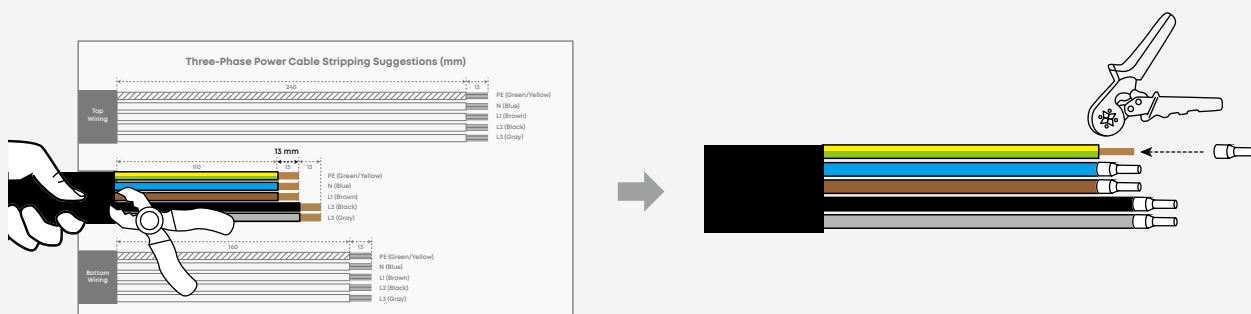 Three-Phase Power Cable Stripping Suggestions (mm)
240
13
Top
Wiring
PE (Green/Yellow)
N (Blue)
L1 (Brown)
L2 (Black)
L3 (Gray)
13 mm
110
13
13
PE (Green/Yellow)
N (Blue)
L1 (Brown)
L2 (Black)
L3 (Gray)
160
13
Bottom
Wiring
PE (Green/Yellow)
N (Blue)
L1 (Brown)
L2 (Black)
L3 (Gray)